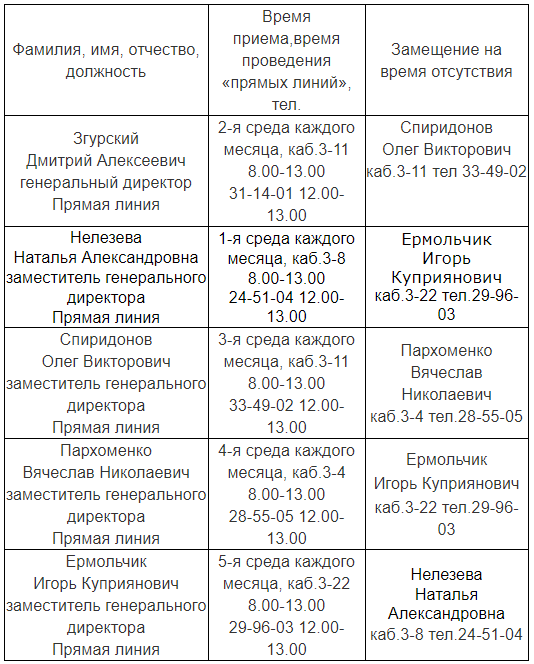 Фамилия, имя, отчество,
должность
Время
приема,время
проведения
«прямых линий»,
тел.
Замещение на
время отсутствия
Згурский
Дмитрий Алексеевич
генеральный директор
Прямая линия
2-я среда каждого
месяца, каб.3-11
8.00-13.00
31-14-01 12.00-
13.00
Спиридонов
Олег Викторович
каб.3-11 тел 33-49-02
Нелезева
Наталья Александровна
заместитель генерального
директора
Прямая линия
1-я среда каждого
месяца, каб.3-8
8.00-13.00
24-51-04 12.00-
13.00
Ермольчик
Игорь
Куприянович
каб.3-22 тел.29-96-
03
Спиридонов
Олег Викторович
заместитель генерального
директора
Прямая линия
3-я среда каждого
месяца, каб.3-11
8.00-13.00
33-49-02 12.00-
13.00
Пархоменко
Вячеслав
Николаевич
каб.3-4 тел.28-55-05
Пархоменко
Вячеслав Николаевич
заместитель генерального
директора
Прямая линия
4-я среда каждого
месяца, каб.3-4
8.00-13.00
28-55-05 12.00-
13.00
Ермольчик
Игорь Куприянович
каб.3-22 тел.29-96-
03
Ермольчик
Игорь Куприянович
заместитель генерального
директора
Прямая линия
5-я среда каждого
месяца, каб.3-22
8.00-13.00
29-96-03 12.00-
13.00
Нелезева
Наталья
Александровна
каб.3-8 тел.24-51-04